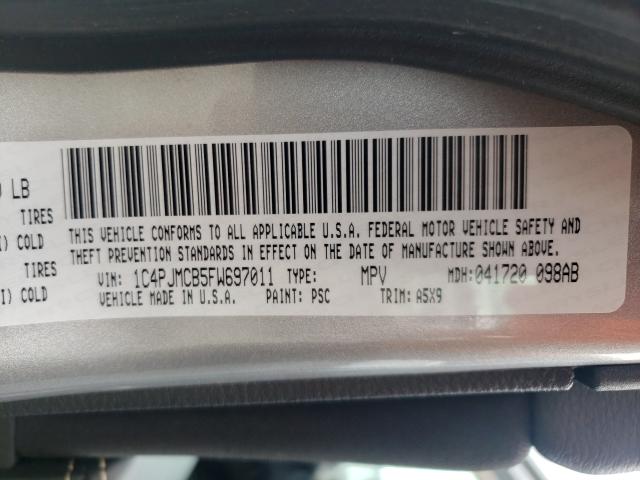 LB
TIRES
COLD
TIRES
COLD
THIS VEHICLE CONFORMS TO ALL APPLICABLE U.S.A. FEDERAL MOTOR VEHICLE SAFETY AND
THEFT PREVENTION STANDARDS IN EFFECT ON THE DATE OF MANUFACTURE SHOWN ABOVE.
VIN: 1C4PJMCB5FW697011 TYPE: MPV MDH:041720 098AB
VEHICLE MADE IN U.S.A. PAINT: PSC TRIM: A5X9